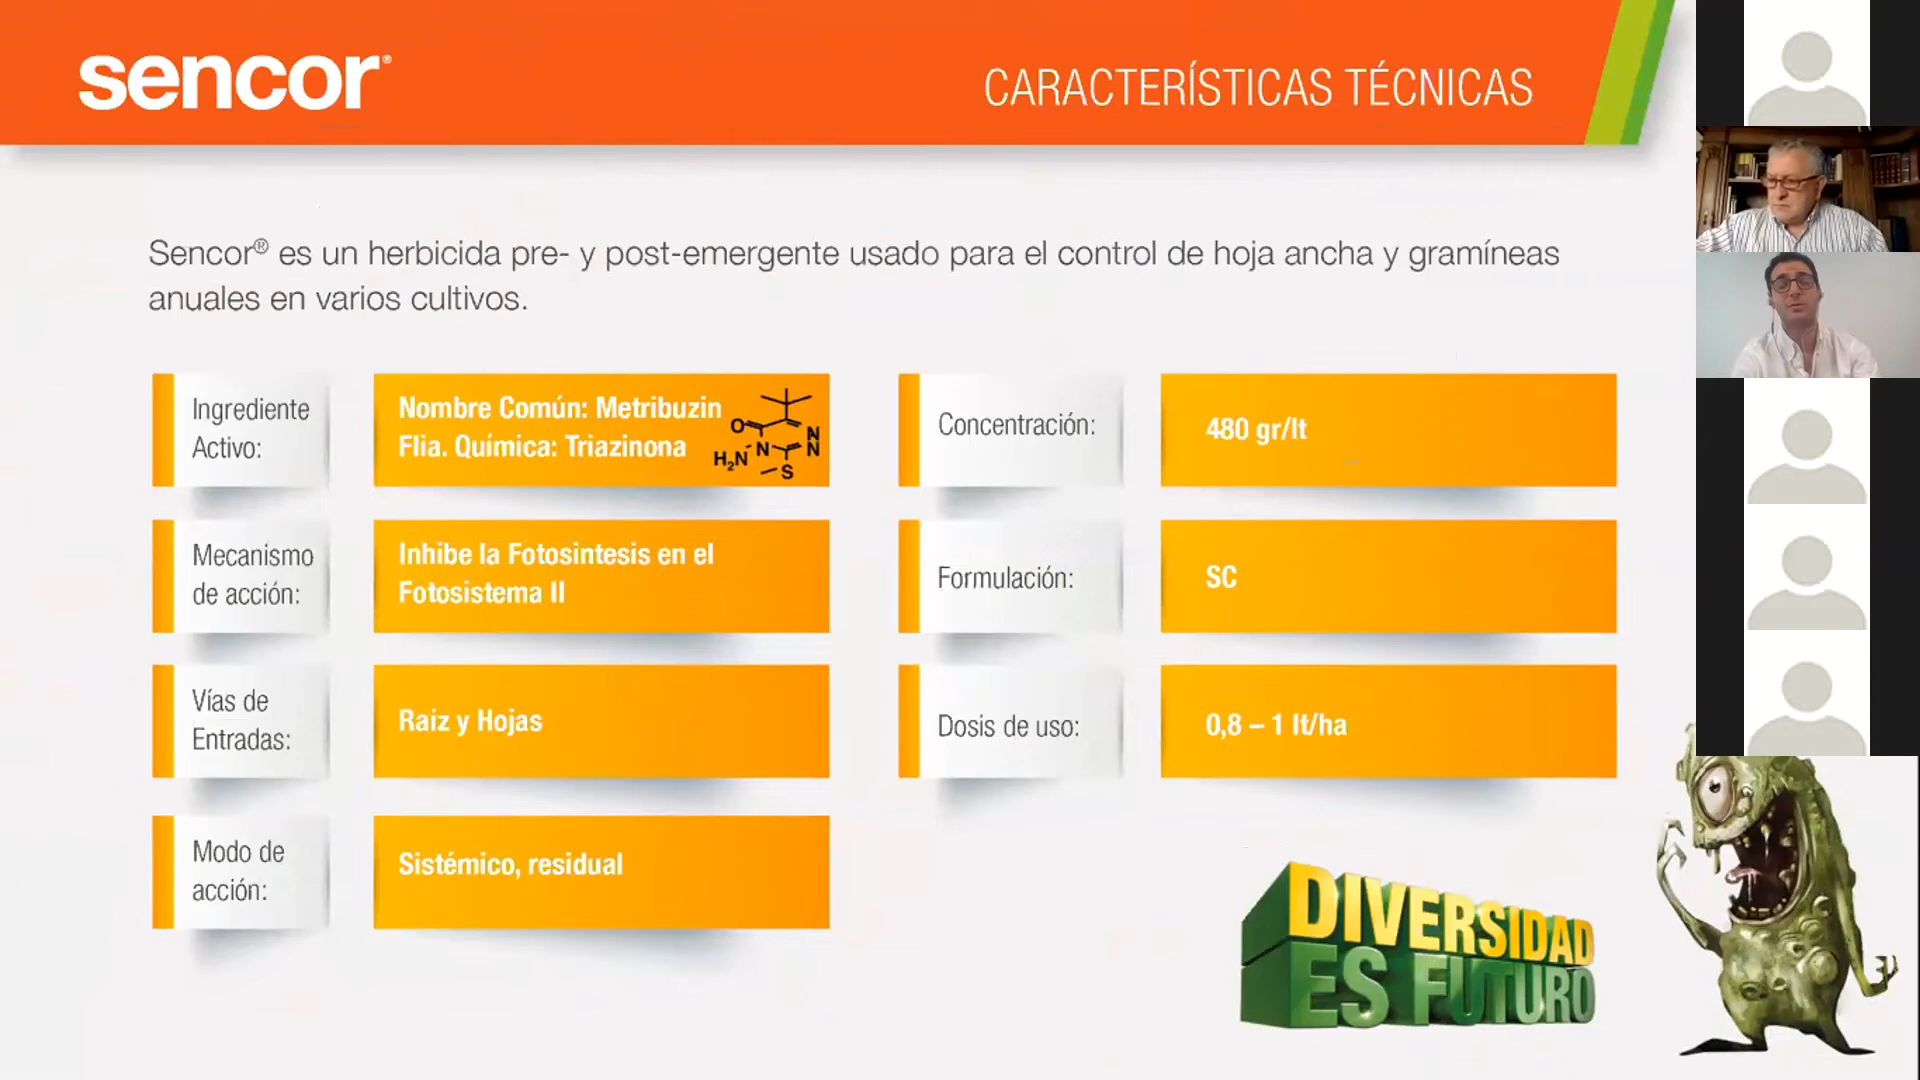 sencor®
CARACTERÍSTICAS TÉCNICAS
Sencor® es un herbicida pre- y post-emergente usado para el control de hoja ancha y gramíneas
anuales en varios cultivos.
Ingrediente
Activo:
Nombre Común: Metribuzin
Flia. Química: Triazinona
O
N
N
H₂N
N
S
Concentración:
480 gr/lt
Mecanismo
de acción:
Inhibe la Fotosintesis en el
Fotosistema II
Formulación:
SC
Vías de
Entradas:
Raíz y Hojas
Dosis de uso:
0,8 – 1 lt/ha
Modo de
acción:
Sistémico, residual
DIVERSIDAD
ES FUTURO